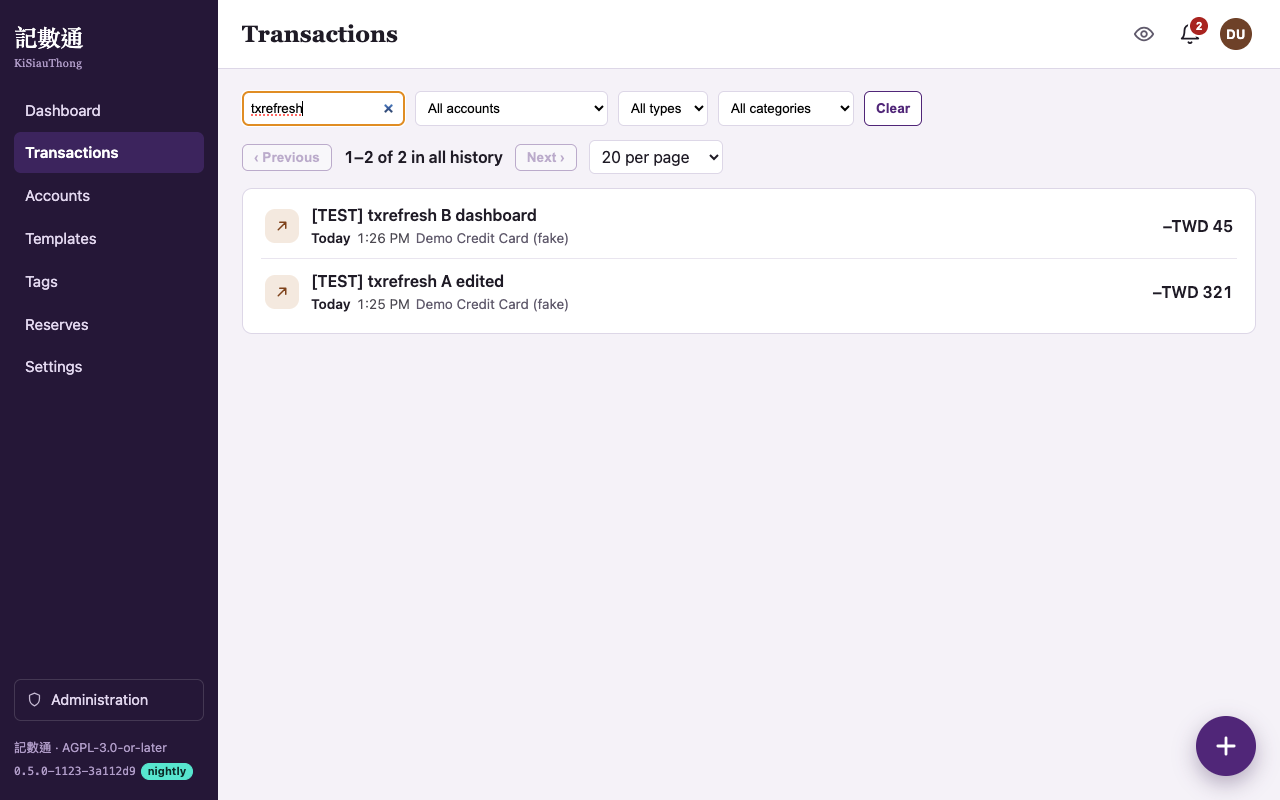 記數通
KiSiauThong
Dashboard
Transactions
Accounts
Templates
Tags
Reserves
Settings
Administration
記數通 · AGPL-3.0-or-later
0.5.0-1123-3a112d9 nightly
Transactions
2
DU
txrefresh ×
All accounts
All types
All categories
Clear
‹ Previous
1–2 of 2 in all history
Next ›
20 per page
[TEST] txrefresh B dashboard
Today 1:26 PM Demo Credit Card (fake)
–TWD 45
[TEST] txrefresh A edited
Today 1:25 PM Demo Credit Card (fake)
–TWD 321